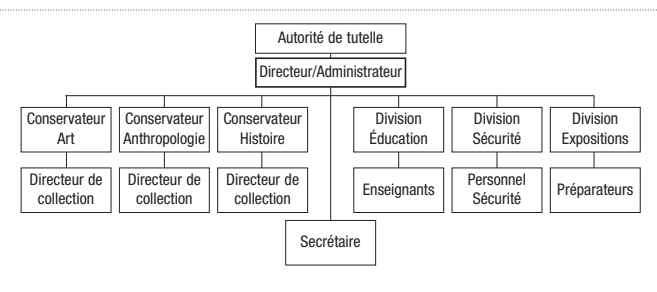 Autorité de tutelle
Directeur/Administrateur
Conservateur
Art
Conservateur
Anthropologie
Conservateur
Histoire
Division
Éducation
Division
Sécurité
Division
Expositions
Directeur de
collection
Directeur de
collection
Directeur de
collection
Enseignants
Personnel
Sécurité
Préparateurs
Secrétaire